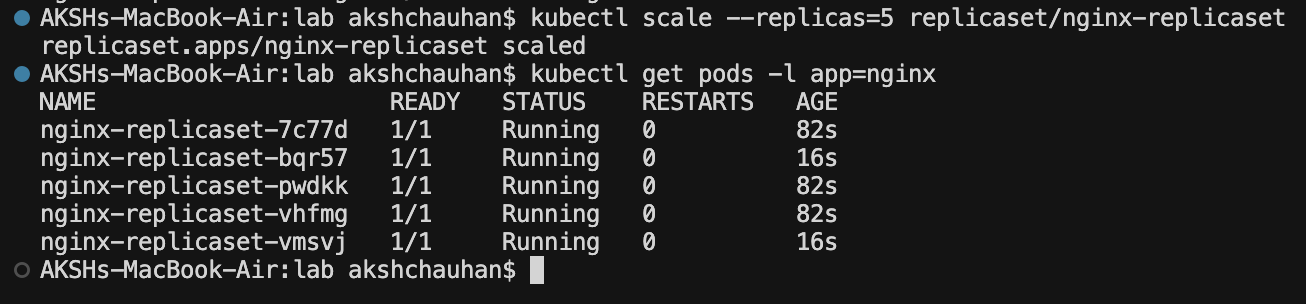 AKSHs-MacBook-Air:lab akshchauhan$ kubectl scale --replicas=5 replicaset/nginx-replicaset
replicaset.apps/nginx-replicaset scaled
AKSHs-MacBook-Air:lab akshchauhan$ kubectl get pods -l app=nginx
NAME                     READY   STATUS    RESTARTS   AGE
nginx-replicaset-7c77d   1/1     Running   0          82s
nginx-replicaset-bqr57   1/1     Running   0          16s
nginx-replicaset-pwdkk   1/1     Running   0          82s
nginx-replicaset-vhfmg   1/1     Running   0          82s
nginx-replicaset-vmsvj   1/1     Running   0          16s
AKSHs-MacBook-Air:lab akshchauhan$